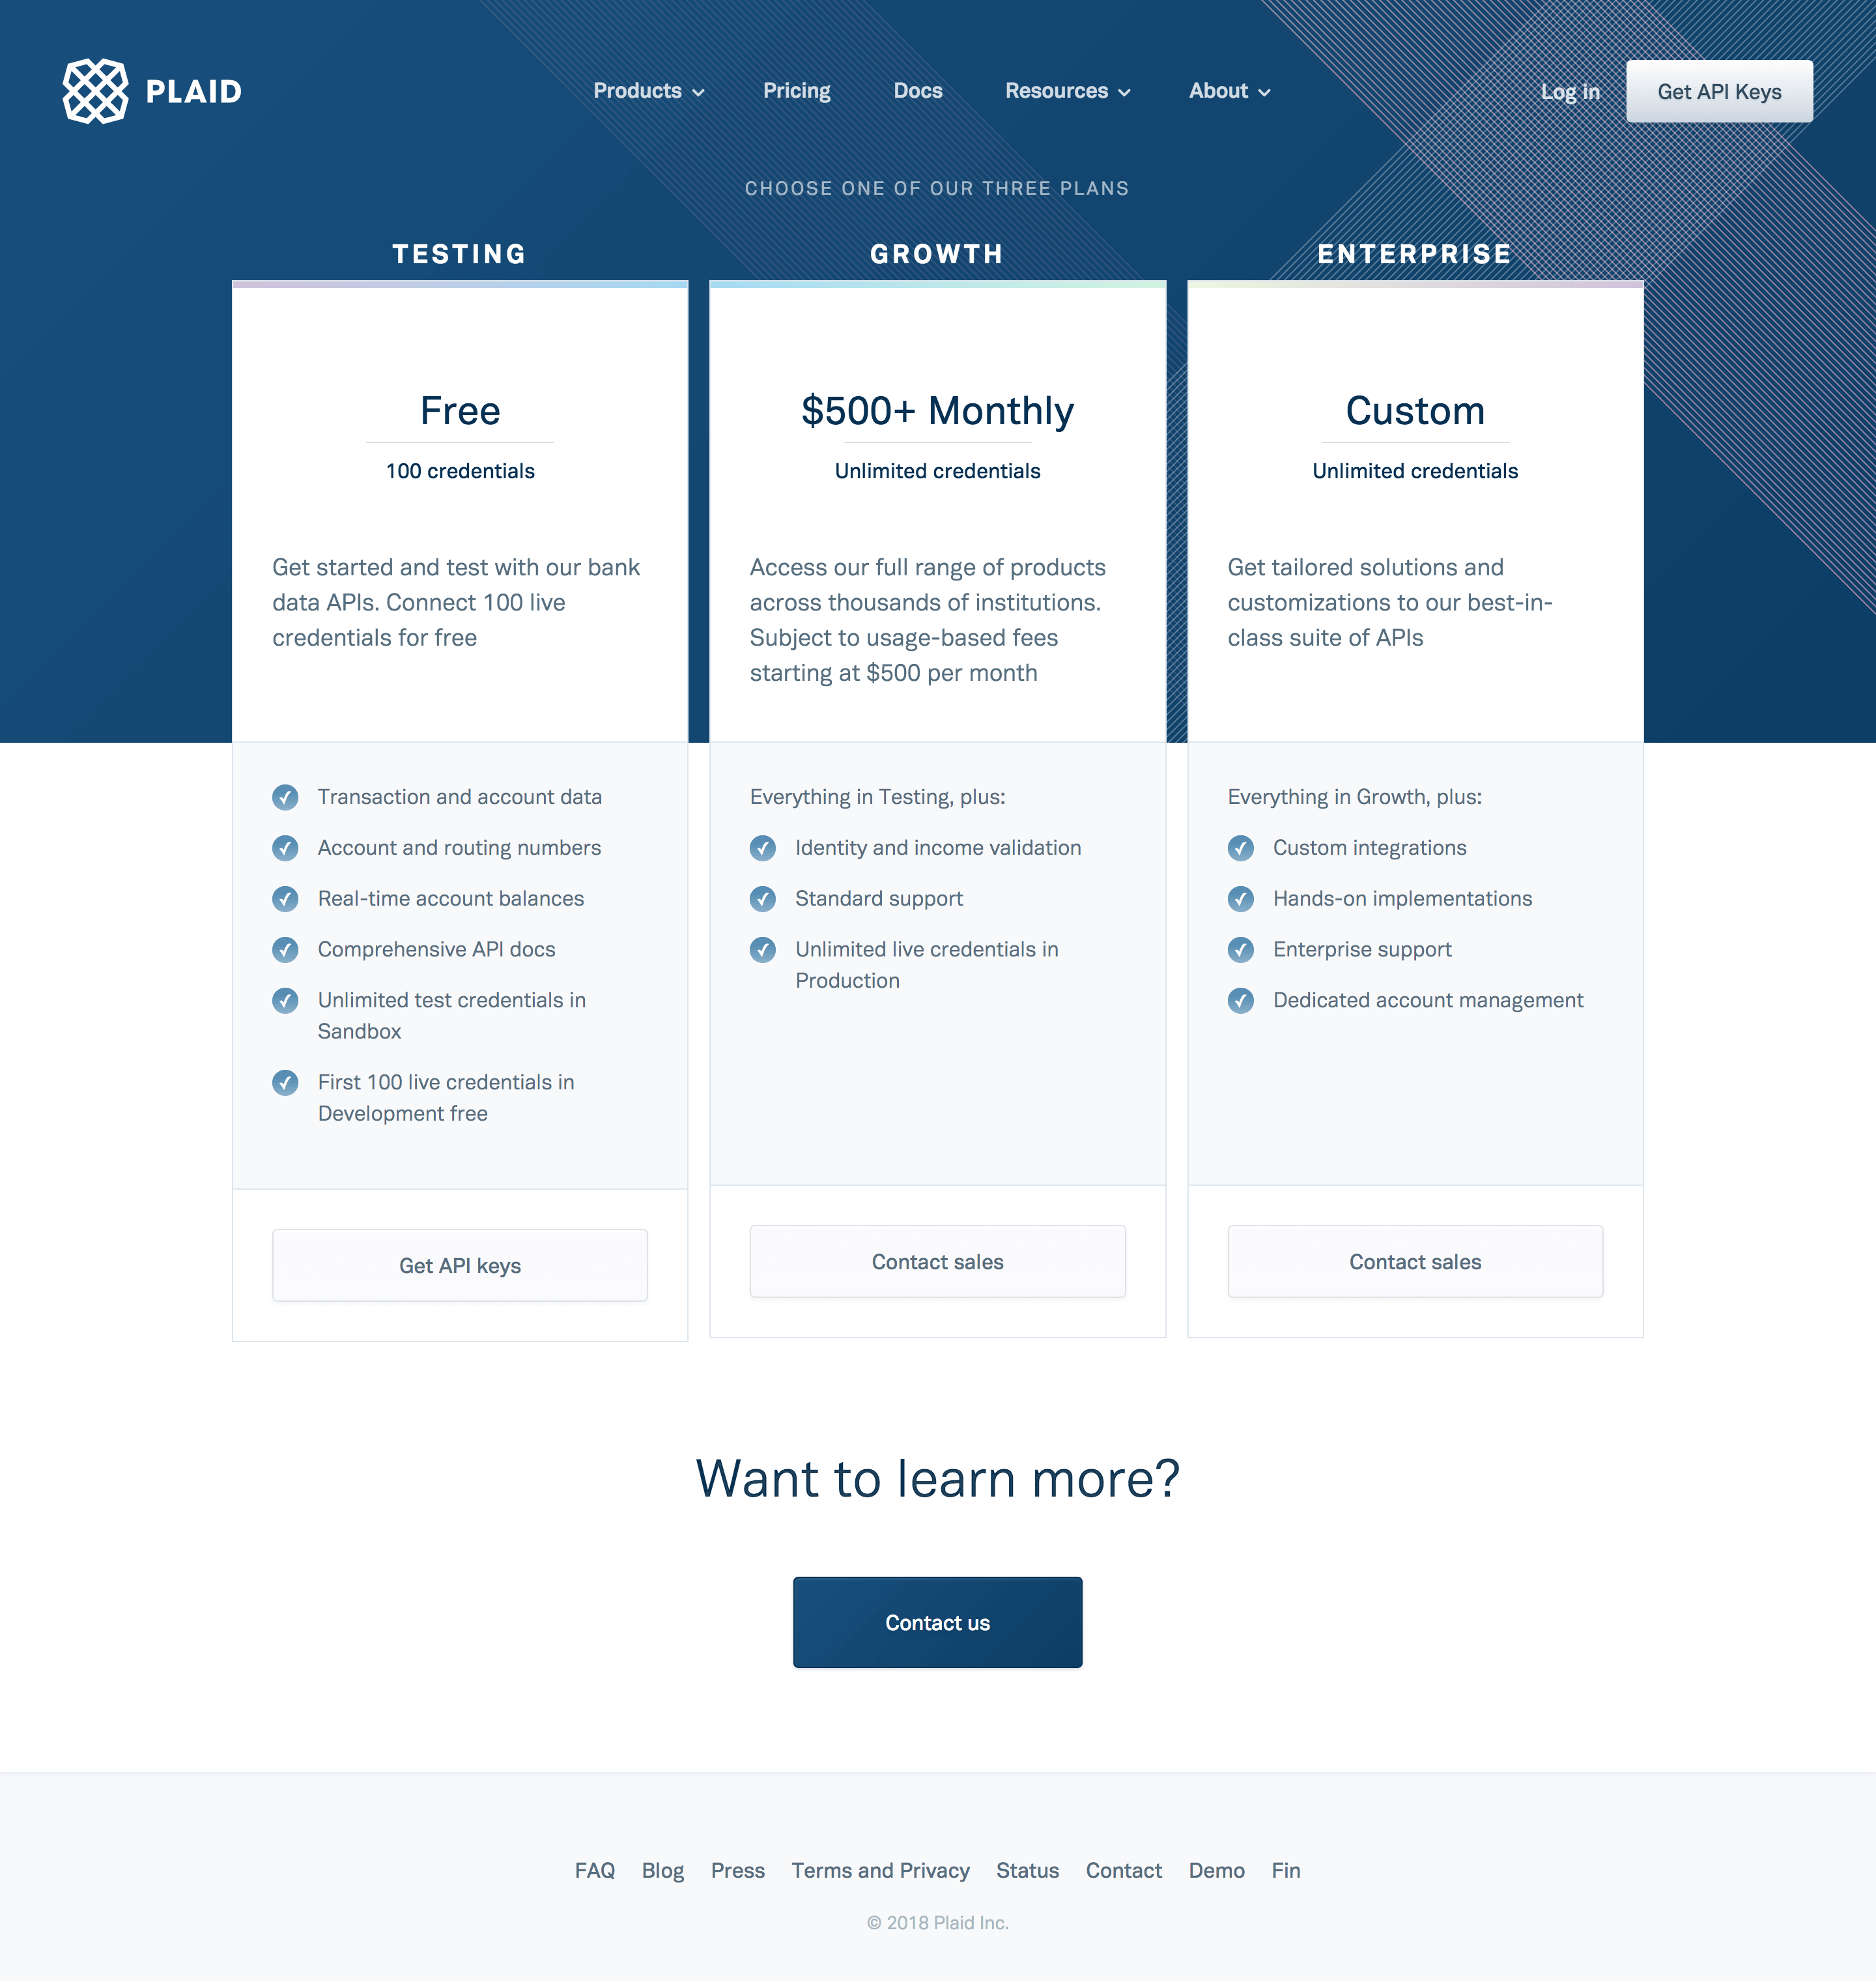 PLAID
Products
Pricing
Docs
Resources
About
Log in
Get API Keys
CHOOSE ONE OF OUR THREE PLANS
TESTING
Free
100 credentials
Get started and test with our bank
data APIs. Connect 100 live
credentials for free
Transaction and account data
Account and routing numbers
Real-time account balances
Comprehensive API docs
Unlimited test credentials in
Sandbox
First 100 live credentials in
Development free
Get API keys
GROWTH
$500+ Monthly
Unlimited credentials
Access our full range of products
across thousands of institutions.
Subject to usage-based fees
starting at $500 per month
Everything in Testing, plus:
Identity and income validation
Standard support
Unlimited live credentials in
Production
Contact sales
ENTERPRISE
Custom
Unlimited credentials
Get tailored solutions and
customizations to our best-in-
class suite of APIs
Everything in Growth, plus:
Custom integrations
Hands-on implementations
Enterprise support
Dedicated account management
Contact sales
Want to learn more?
Contact us
FAQ Blog Press Terms and Privacy Status Contact Demo Fin
© 2018 Plaid Inc.